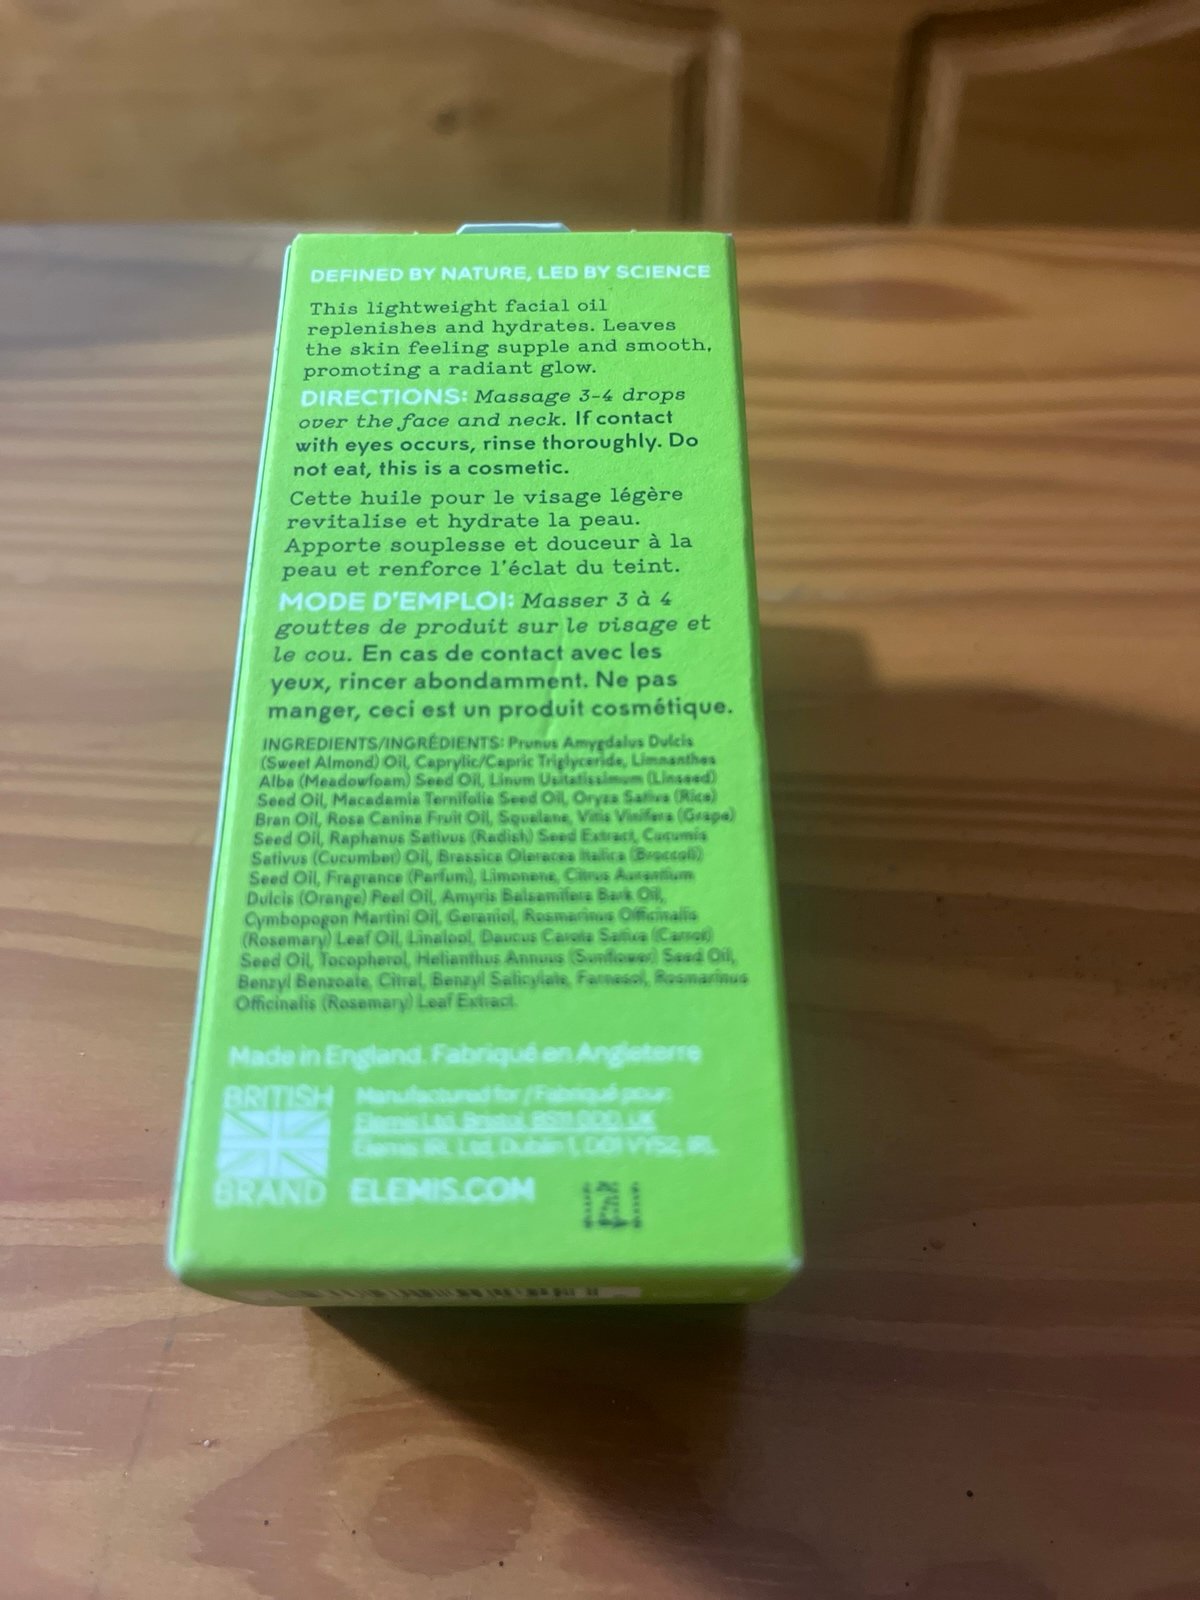 DEFINED BY NATURE, LED BY SCIENCE
This lightweight facial oil
replenishes and hydrates. Leaves
the skin feeling supple and smooth,
promoting a radiant glow.
DIRECTIONS: Massage 3-4 drops
over the face and neck. If contact
with eyes occurs, rinse thoroughly. Do
not eat, this is a cosmetic.
Cette huile pour le visage légère
revitalise et hydrate la peau.
Apporte souplesse et douceur à la
peau et renforce l'éclat du teint.
MODE D'EMPLOI: Masser 3 à 4
gouttes de produit sur le visage et
le cou. En cas de contact avec les
yeux, rincer abondamment. Ne pas
manger, ceci est un produit cosmétique.
INGREDIENTS/INGRÉDIENTS: Prunus Amygdalus Dulcis
(Sweet Almond) Oil, Caprylic/Capric Triglyceride, Limnanthes
Alba (Meadowfoam) Seed Oil, Linum Usitatissimum (Linseed)
Seed Oil, Macadamia Ternifolia Seed Oil, Oryza Sativa (Rice)
Bran Oil, Rosa Canina Fruit Oil, Squalane, Vitis Vinifera (Grape)
Seed Oil, Raphanus Sativus (Radish) Seed Extract, Cucumis
Sativus (Cucumber) Oil, Brassica Oleracea Italica (Broccoli)
Seed Oil, Fragrance (Parfum), Limonene, Citrus Aurantium
Dulcis (Orange) Peel Oil, Amyris Balsamifera Bark Oil,
Cymbopogon Martini Oil, Geraniol, Rosmarinus Officinalis
(Rosemary) Leaf Oil, Linalool, Daucus Carota Sativa (Carrot)
Seed Oil, Tocopherol, Helianthus Annuus (Sunflower) Seed Oil,
Benzyl Benzoate, Citral, Benzyl Salicylate, Farnesol, Rosmarinus
Officinalis (Rosemary) Leaf Extract.
Made in England. Fabriqué en Angleterre
BRITISH
BRAND
Manufactured for / Fabriqué pour:
Elemis Ltd, Bristol, BS11 0DD, UK
Elemis IRL Ltd, Dublin 1, D01 VY52, IRL
ELEMIS.COM